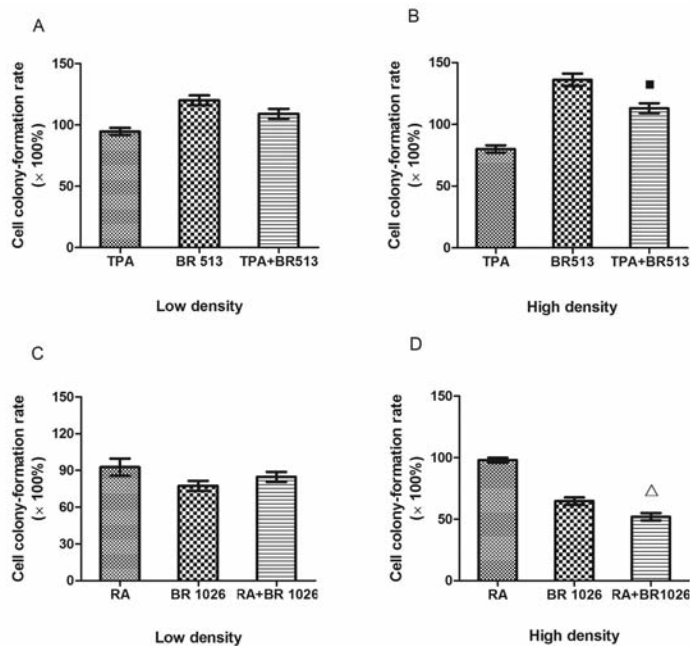 A
Cell colony-formation rate
(× 100%)
150
100
50
0
TPA BR 513 TPA+BR513
Low density
B
Cell colony-formation rate
(× 100%)
150
100
50
0
TPA BR513 TPA+BR513
High density
C
Cell colony-formation rate
(× 100%)
150
120
90
60
30
0
RA BR 1026 RA+BR 1026
Low density
D
Cell colony-formation rate
(× 100%)
150
100
50
0
RA BR 1026 RA+BR1026
High density